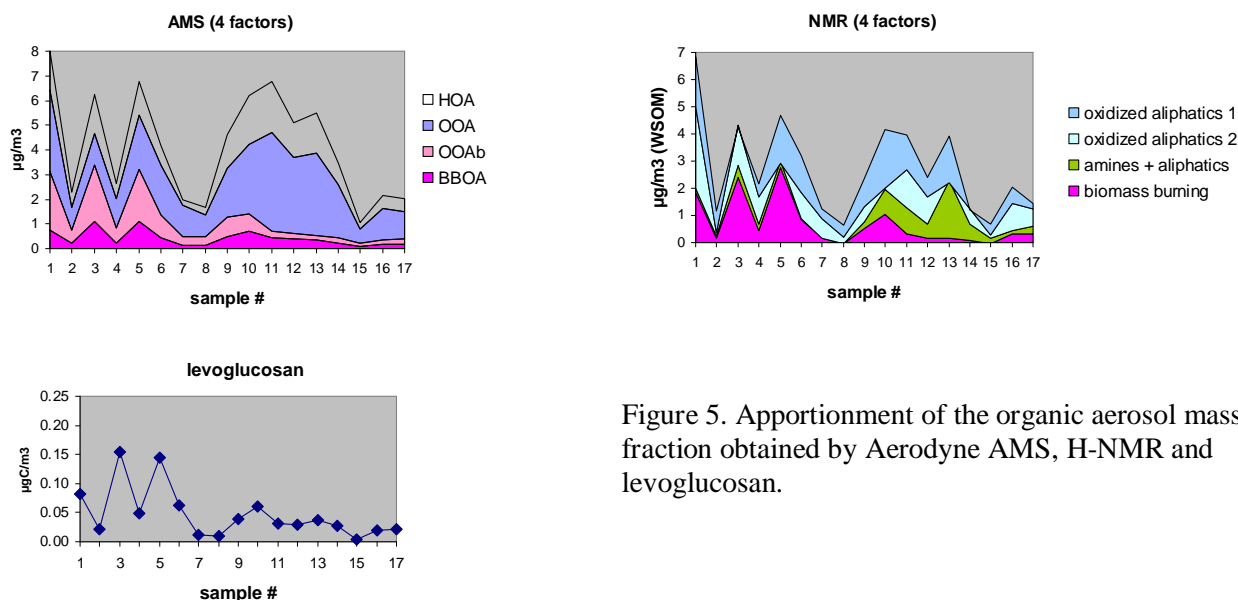 AMS (4 factors)
8
7
6
5
4
3
2
1
0
µg/m3
1 2 3 4 5 6 7 8 9 10 11 12 13 14 15 16 17
sample #
HOA
OOA
OOAb
BBOA
NMR (4 factors)
7
6
5
4
3
2
1
0
µg/m3 (WSOM)
1 2 3 4 5 6 7 8 9 10 11 12 13 14 15 16 17
sample #
oxidized aliphatics 1
oxidized aliphatics 2
amines + aliphatics
biomass burning
levoglucosan
0.25
0.20
0.15
0.10
0.05
0.00
µgC/m3
1 3 5 7 9 11 13 15 17
sample #
Figure 5. Apportionment of the organic aerosol mass
fraction obtained by Aerodyne AMS, H-NMR and
levoglucosan.